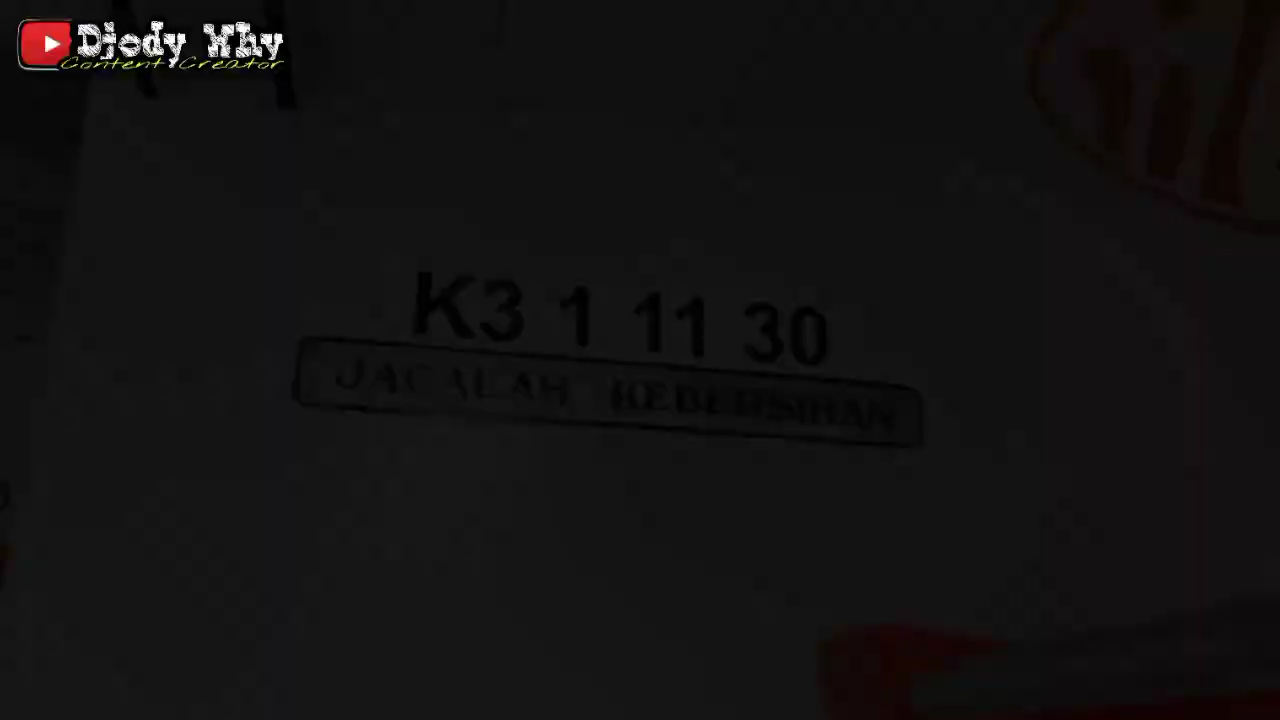 Djody Why
Content Creator
K3 1 11 30
JAGALAH KEBERSIHAN